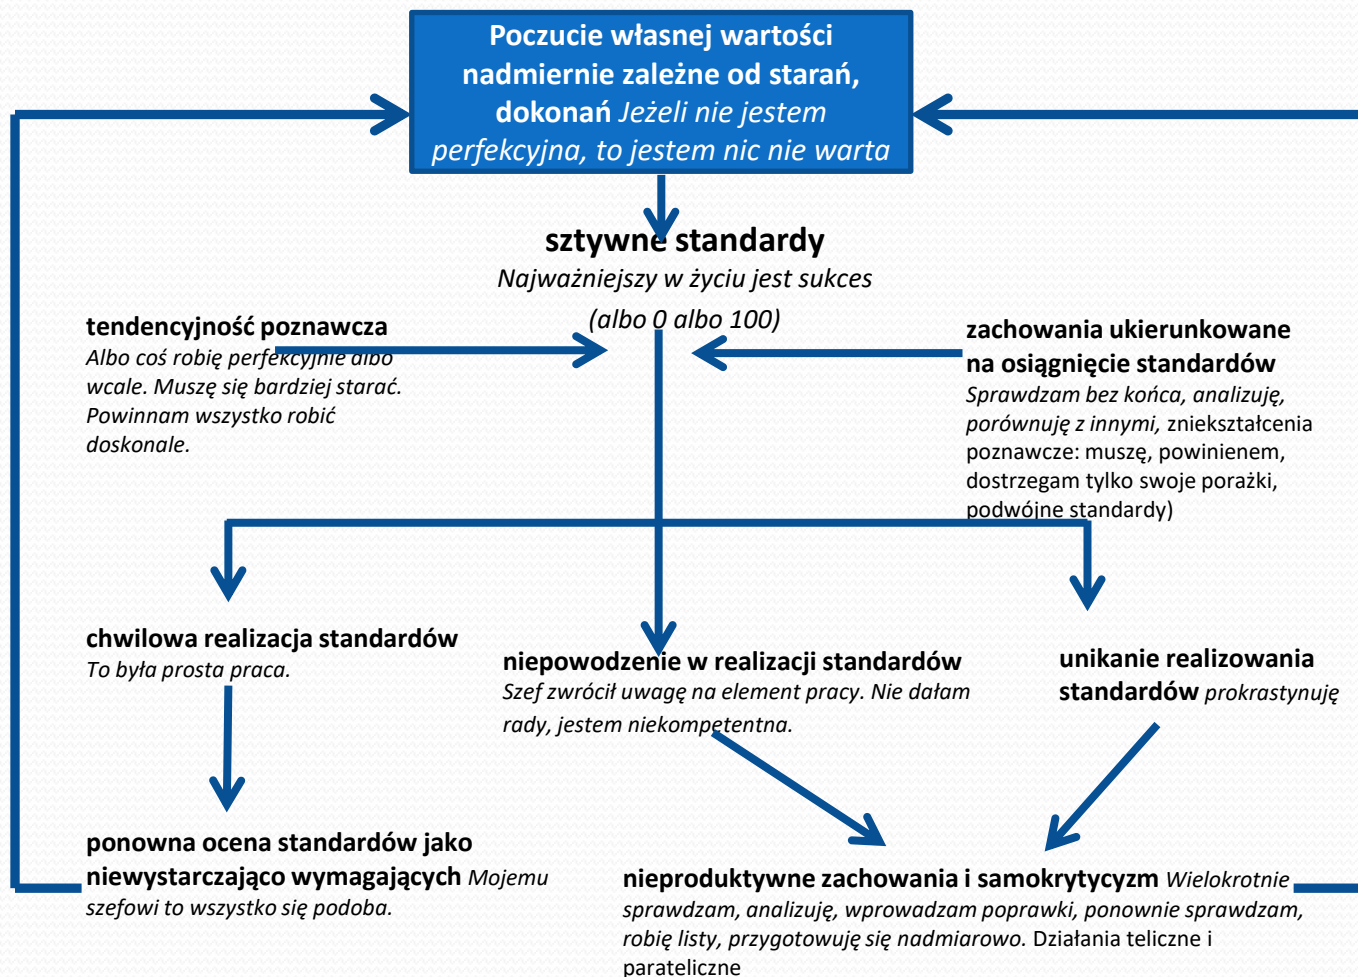 Poczucie własnej wartości
nadmiernie zależne od starań,
dokonań Jeżeli nie jestem
perfekcyjna, to jestem nic nie warta
sztywne standardy
Najważniejszy w życiu jest sukces
(albo 0 albo 100)
tendencyjność poznawcza
Albo coś robię perfekcyjnie albo
wcale. Muszę się bardziej starać.
Powinnam wszystko robić
doskonale.
zachowania ukierunkowane
na osiągnięcie standardów
Sprawdzam bez końca, analizuję,
porównuję z innymi, zniekształcenia
poznawcze: muszę, powinienem,
dostrzegam tylko swoje porażki,
podwójne standardy)
chwilowa realizacja standardów
To była prosta praca.
niepowodzenie w realizacji standardów
Szef zwrócił uwagę na element pracy. Nie dałam
rady, jestem niekompetentna.
unikanie realizowania
standardów prokrastynuję
ponowna ocena standardów jako
niewystarczająco wymagających Mojemu
szefowi to wszystko się podoba.
nieproduktywne zachowania i samokrytycyzm Wielokrotnie
sprawdzam, analizuję, wprowadzam poprawki, ponownie sprawdzam,
robię listy, przygotowuję się nadmiarowo. Działania teliczne i
parateliczne